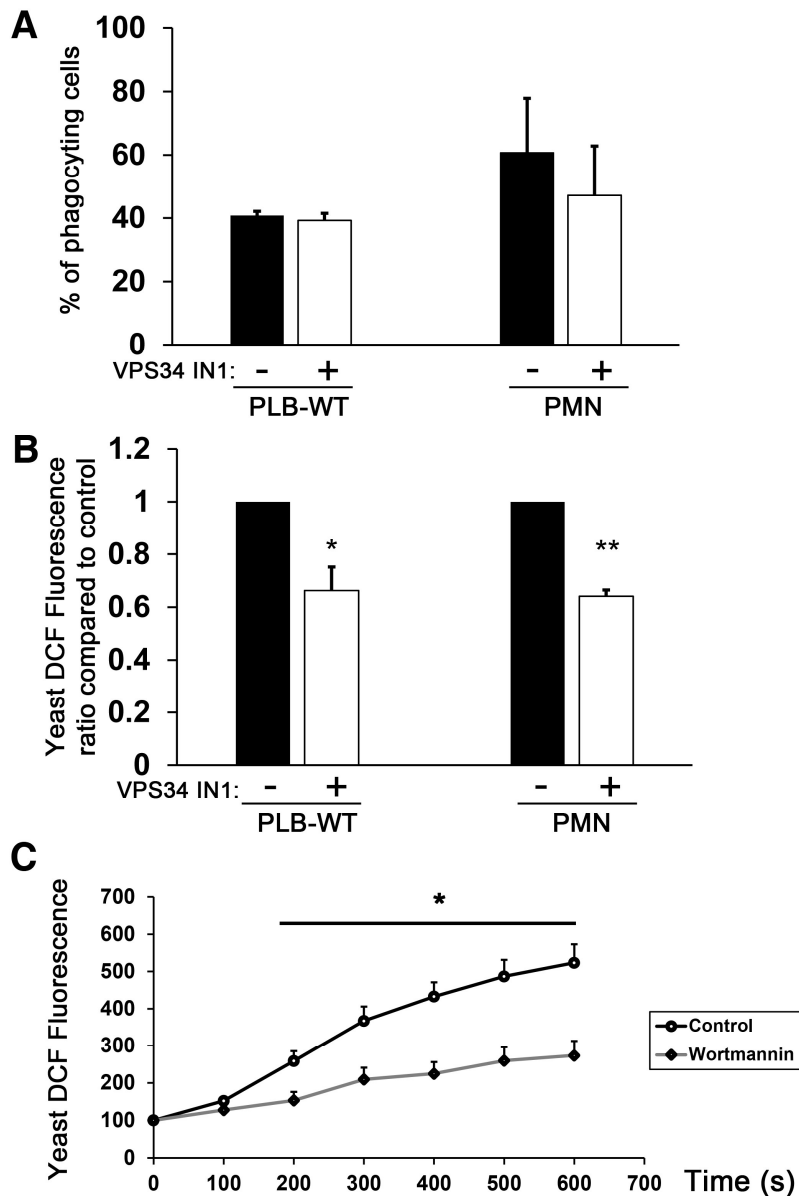 A
% of phagocyting cells
100
80
60
40
20
0
VPS34 IN1: - + - +
PLB-WT PMN
B
Yeast DCF Fluorescence
ratio compared to control
1.2
1
0.8
0.6
0.4
0.2
0
* **
VPS34 IN1: - + - +
PLB-WT PMN
C
Yeast DCF Fluorescence
700
600
500
400
300
200
100
0
*
Control
Wortmannin
0 100 200 300 400 500 600 700
Time (s)